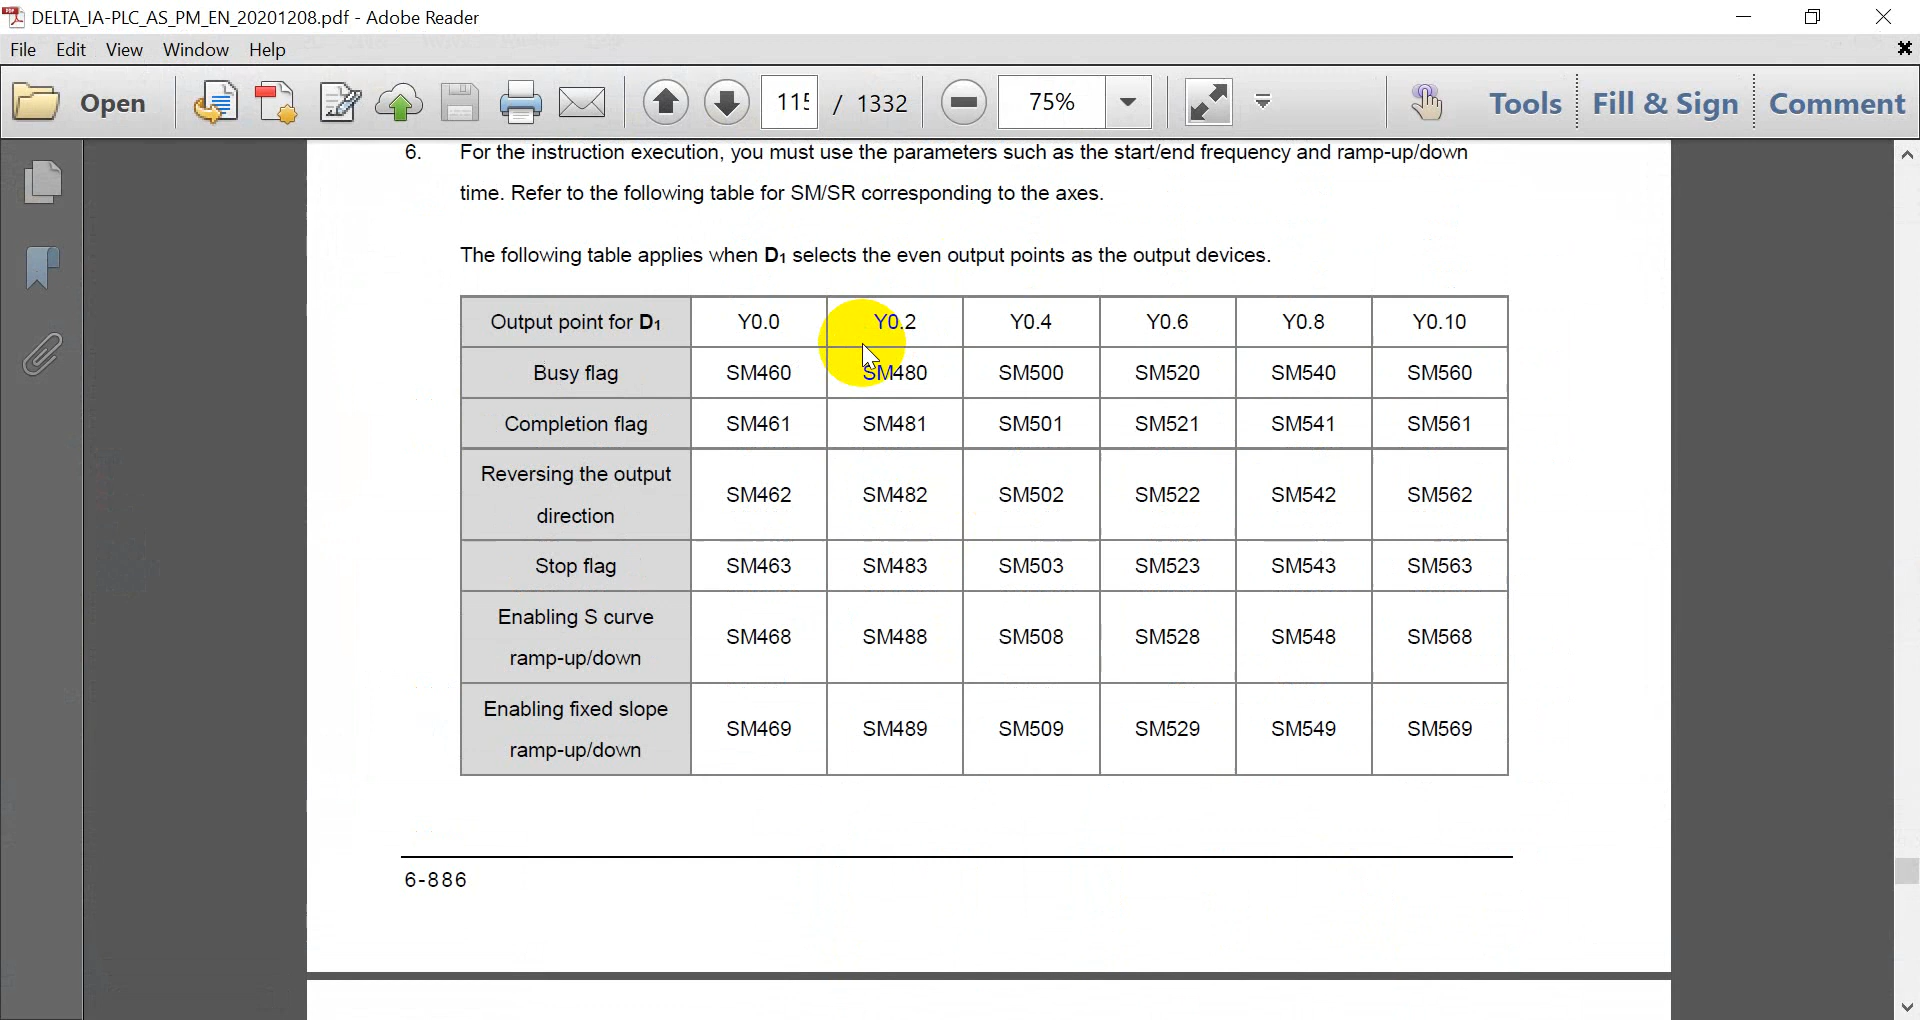 DELTA_IA-PLC_AS_PM_EN_20201208.pdf - Adobe Reader
File Edit View Window Help
Open 115 / 1332 75% Tools Fill & Sign Comment
6. For the instruction execution, you must use the parameters such as the start/end frequency and ramp-up/down
time. Refer to the following table for SM/SR corresponding to the axes.
The following table applies when D1 selects the even output points as the output devices.
Output point for D1 Y0.0 Y0.2 Y0.4 Y0.6 Y0.8 Y0.10
Busy flag SM460 SM480 SM500 SM520 SM540 SM560
Completion flag SM461 SM481 SM501 SM521 SM541 SM561
Reversing the output
direction SM462 SM482 SM502 SM522 SM542 SM562
Stop flag SM463 SM483 SM503 SM523 SM543 SM563
Enabling S curve
ramp-up/down SM468 SM488 SM508 SM528 SM548 SM568
Enabling fixed slope
ramp-up/down SM469 SM489 SM509 SM529 SM549 SM569
6-886